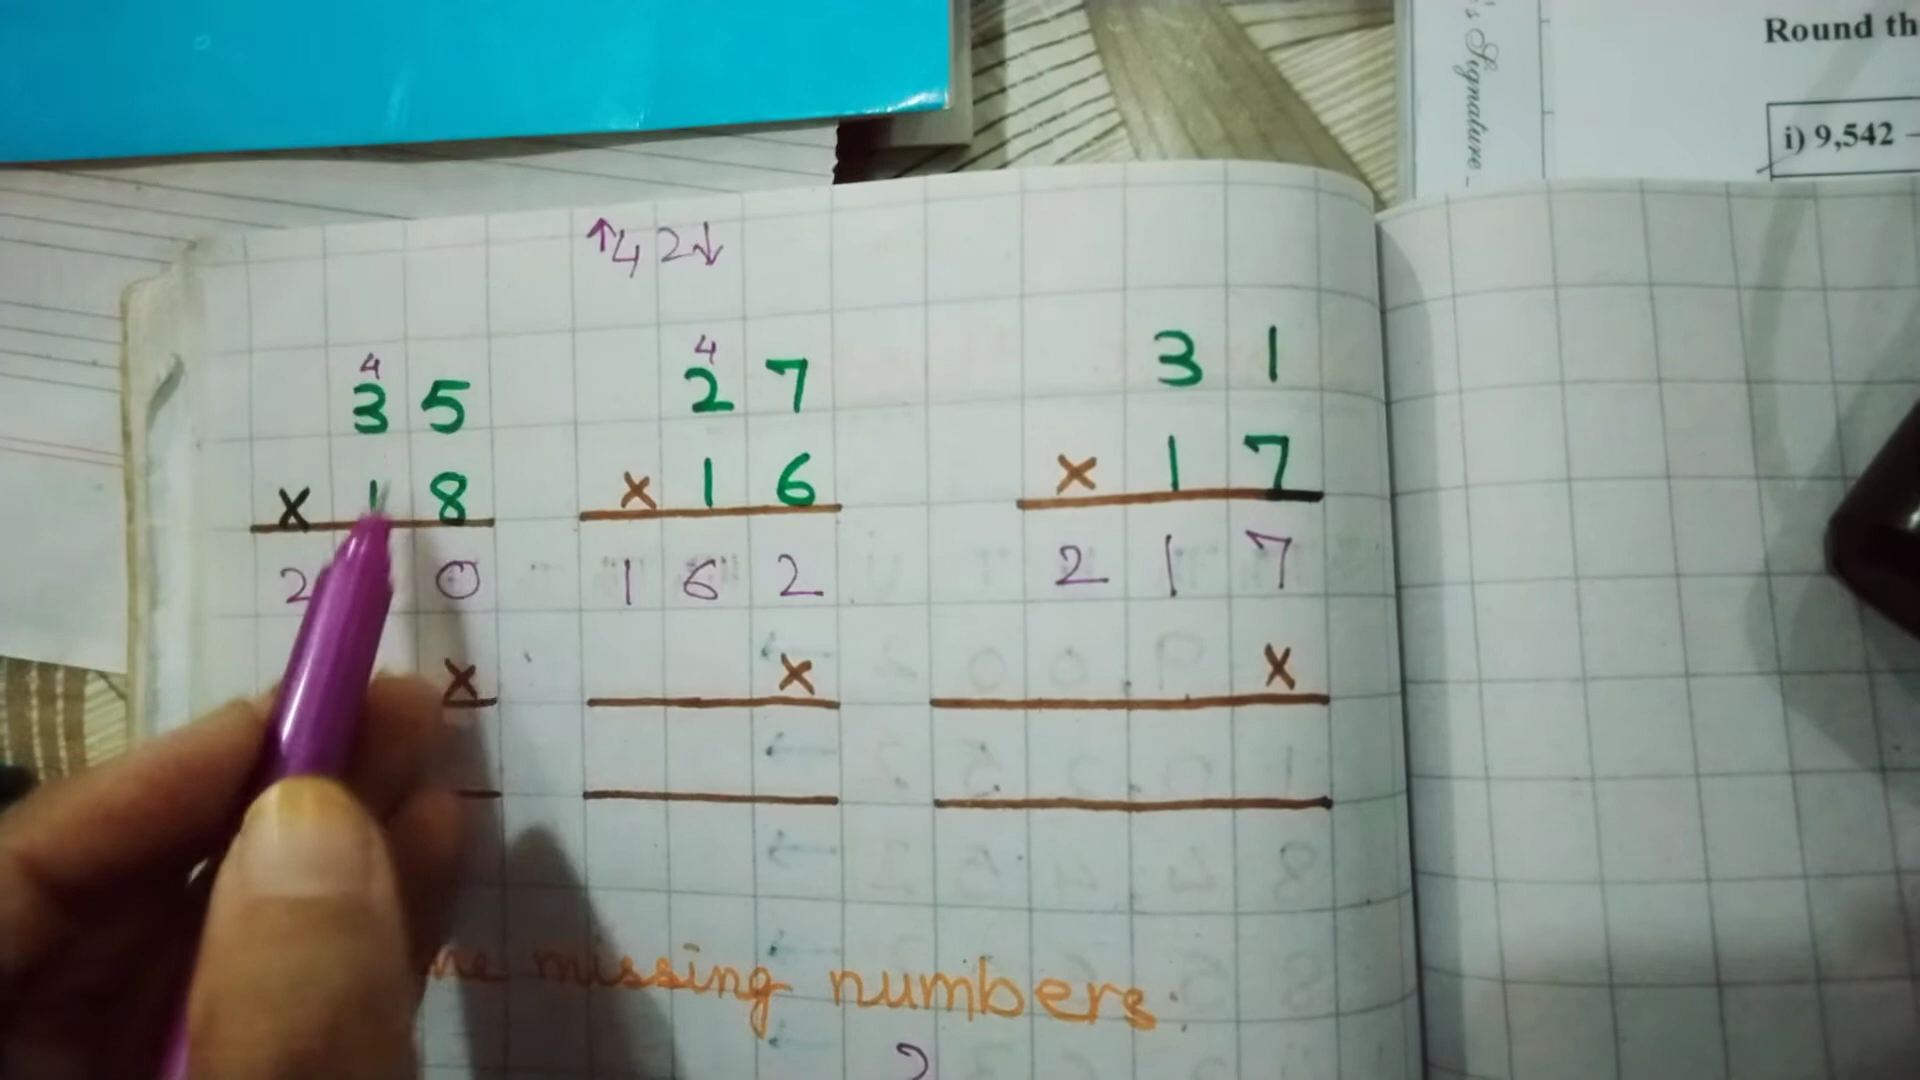 's Signature
Round th
i) 9,542 –
↑4 2↓
4 4
3 5 2 7 3 1
x 1 8 x 1 6 x 1 7
2 0 1 6 2 2 1 7
x x x
missing numbers.